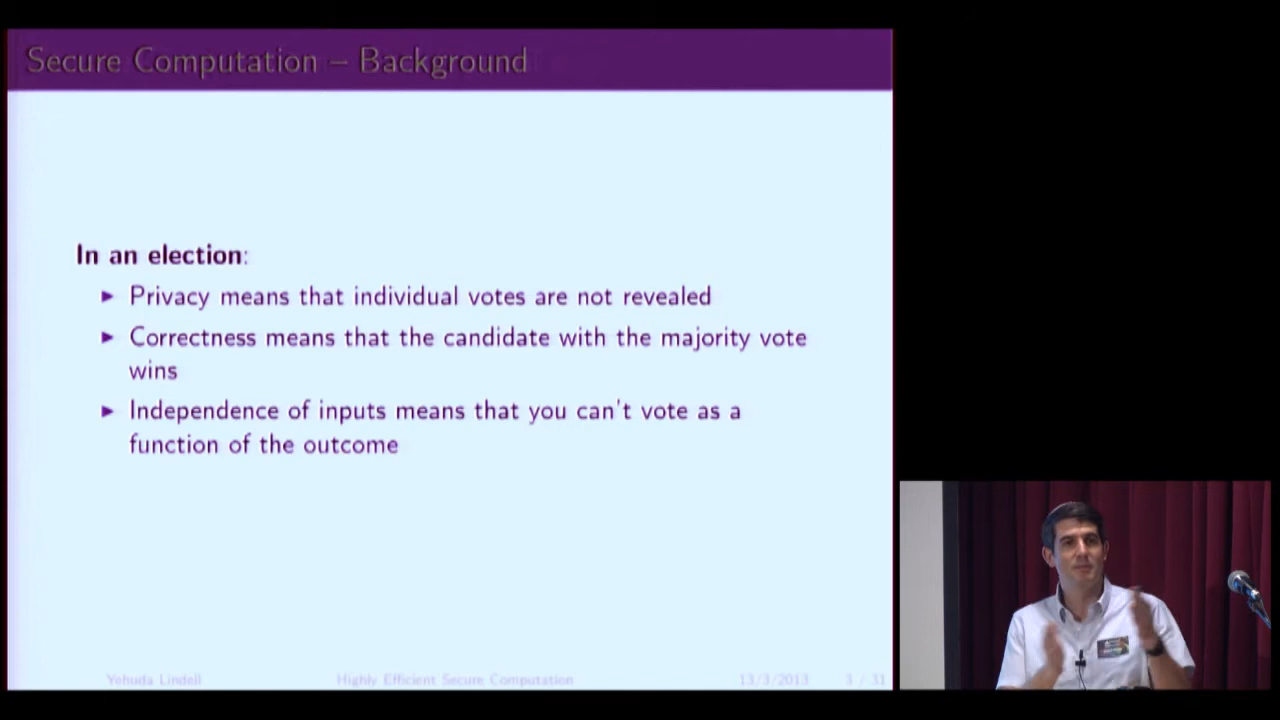 Secure Computation – Background
In an election:
▶ Privacy means that individual votes are not revealed
▶ Correctness means that the candidate with the majority vote
wins
▶ Independence of inputs means that you can't vote as a
function of the outcome
Yehuda Lindell Highly Efficient Secure Computation 13/3/2013 3 / 31